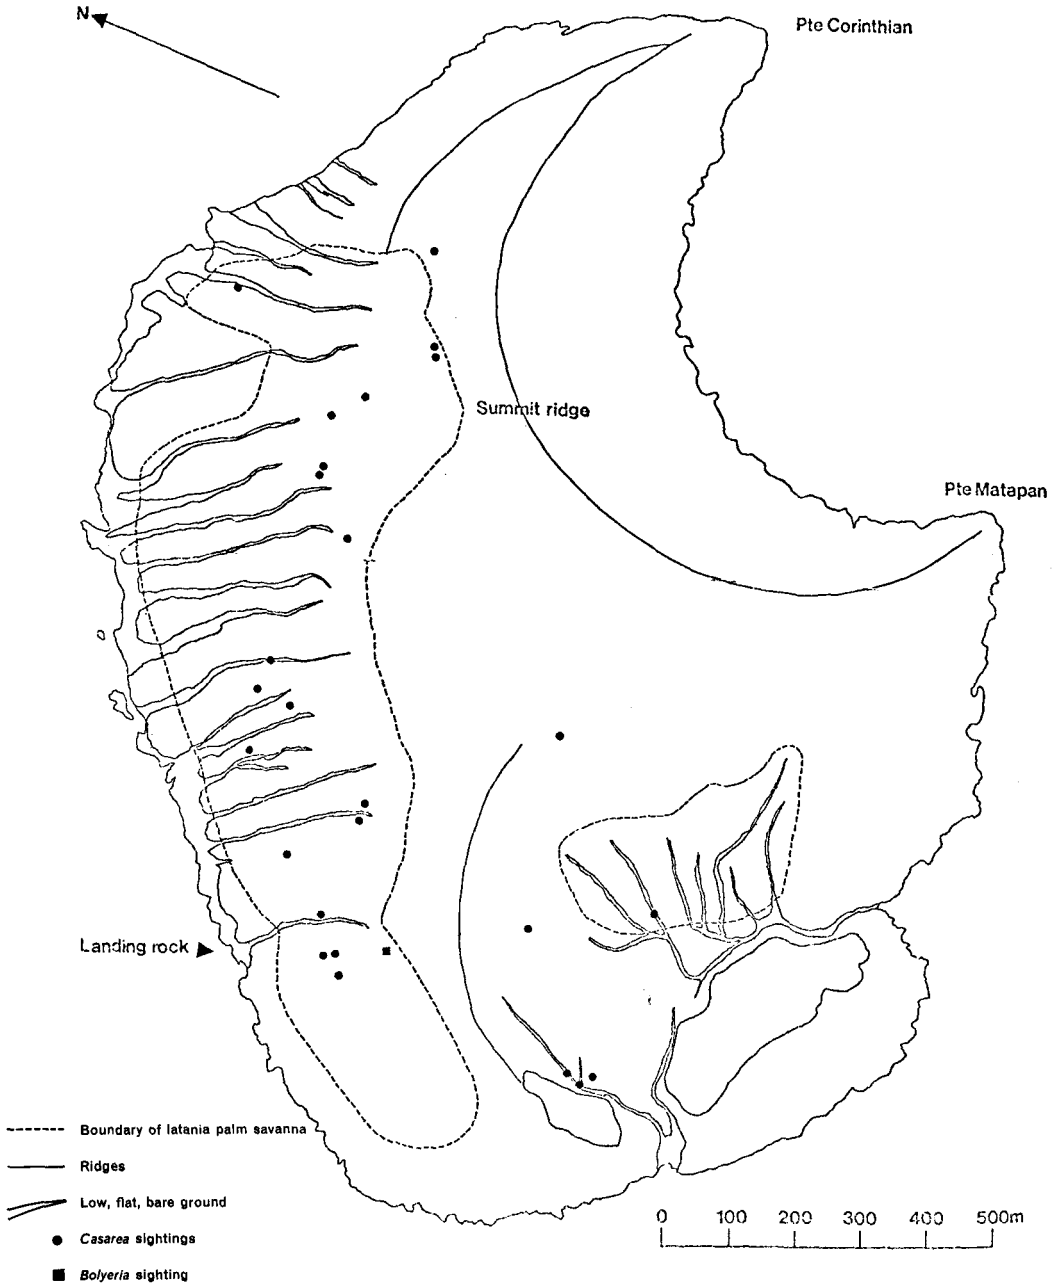 N
Pte Corinthian
Summit ridge
Pte Matapan
Landing rock
Boundary of latania palm savanna
Ridges
Low, flat, bare ground
Casarea sightings
Bolyeria sighting
0 100 200 300 400 500m